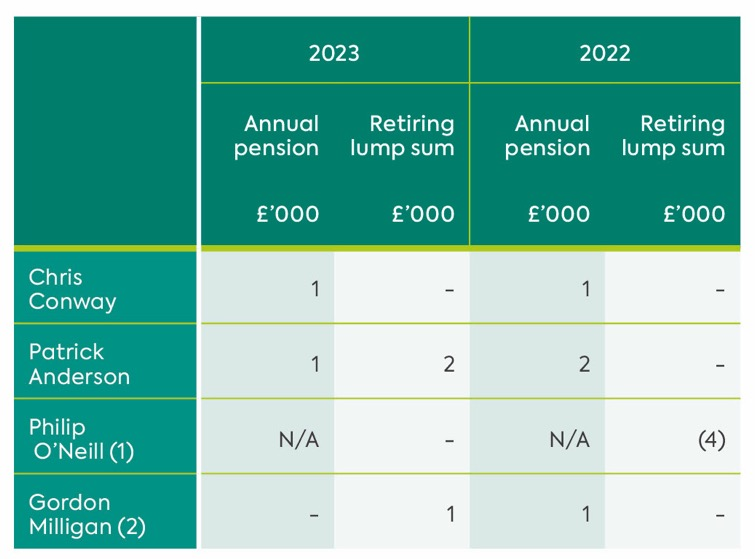 2023 2022
Annual pension Retiring lump sum Annual pension Retiring lump sum
£’000 £’000 £’000 £’000
Chris Conway 1 – 1 –
Patrick Anderson 1 2 2 –
Philip O’Neill (1) N/A – N/A (4)
Gordon Milligan (2) – 1 1 –